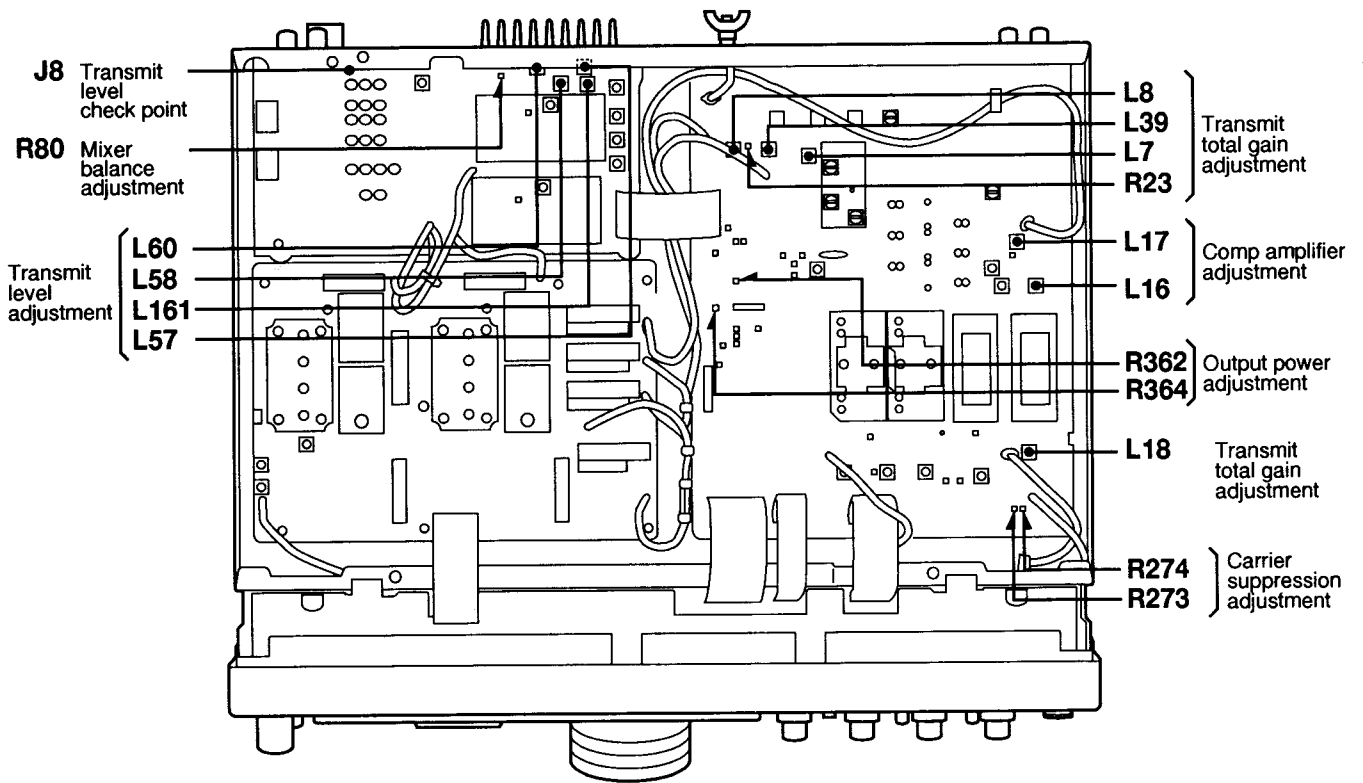 J8 Transmit
level
check point
R80 Mixer
balance
adjustment
L60
L58
L161
L57
Transmit
level
adjustment
L8
L39
L7
R23
Transmit
total gain
adjustment
L17
L16
Comp amplifier
adjustment
R362
R364
Output power
adjustment
L18 Transmit
total gain
adjustment
R274
R273
Carrier
suppression
adjustment